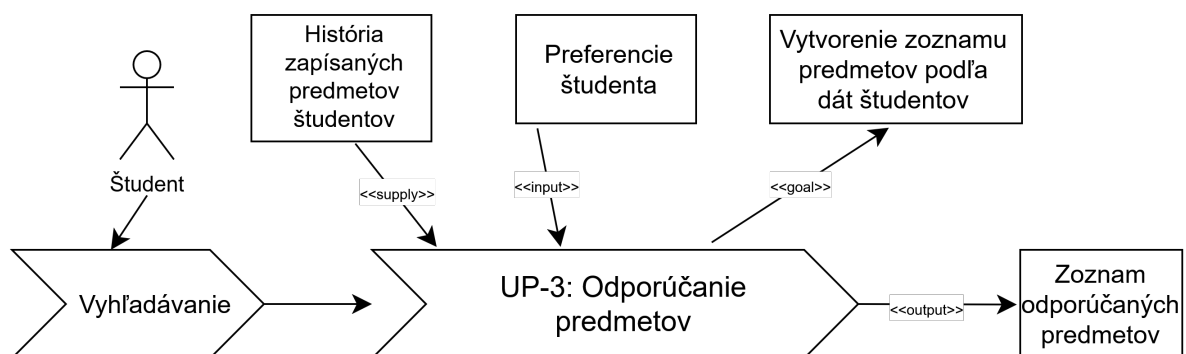 História
zapísaných
predmetov
študentov
Preferencie
študenta
Vytvorenie zoznamu
predmetov podľa
dát študentov
Študent
<<supply>>
<<input>>
<<goal>>
Vyhľadávanie
UP-3: Odporúčanie
predmetov
<<output>>
Zoznam
odporúčaných
predmetov